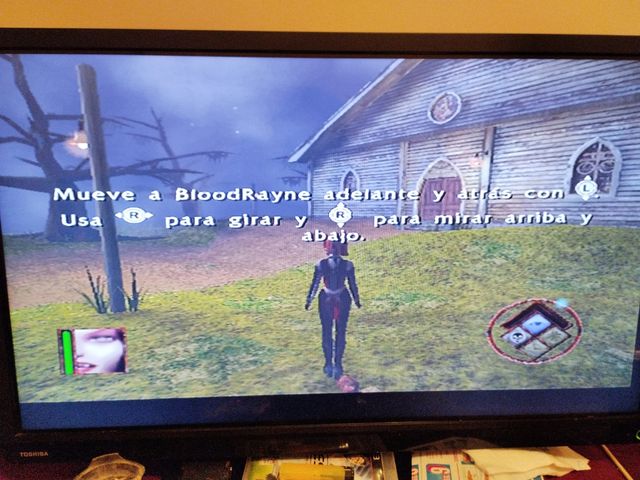 Mueve a BloodRayne adelante y atrás con L.
Usa R para girar y R para mirar arriba y
abajo.
TOSHIBA